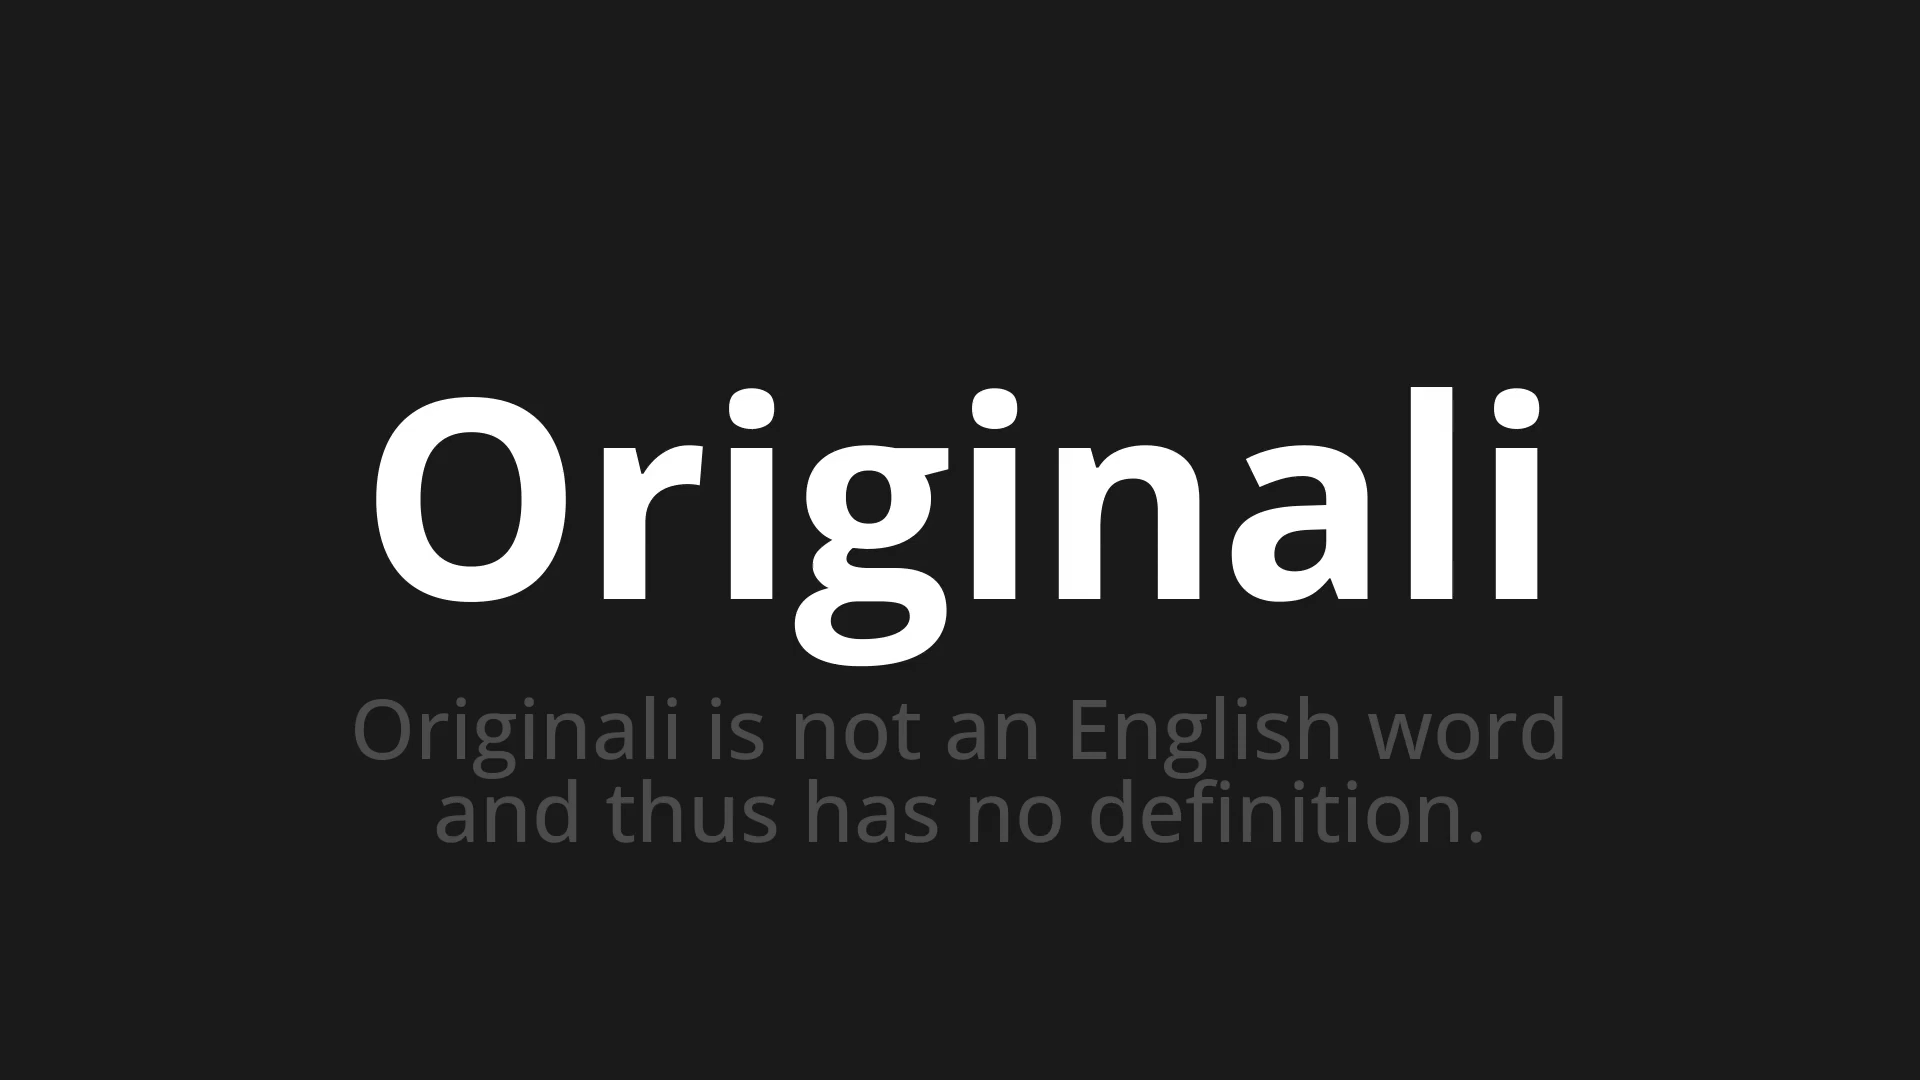 Originali
Originali is not an English word
and thus has no definition.